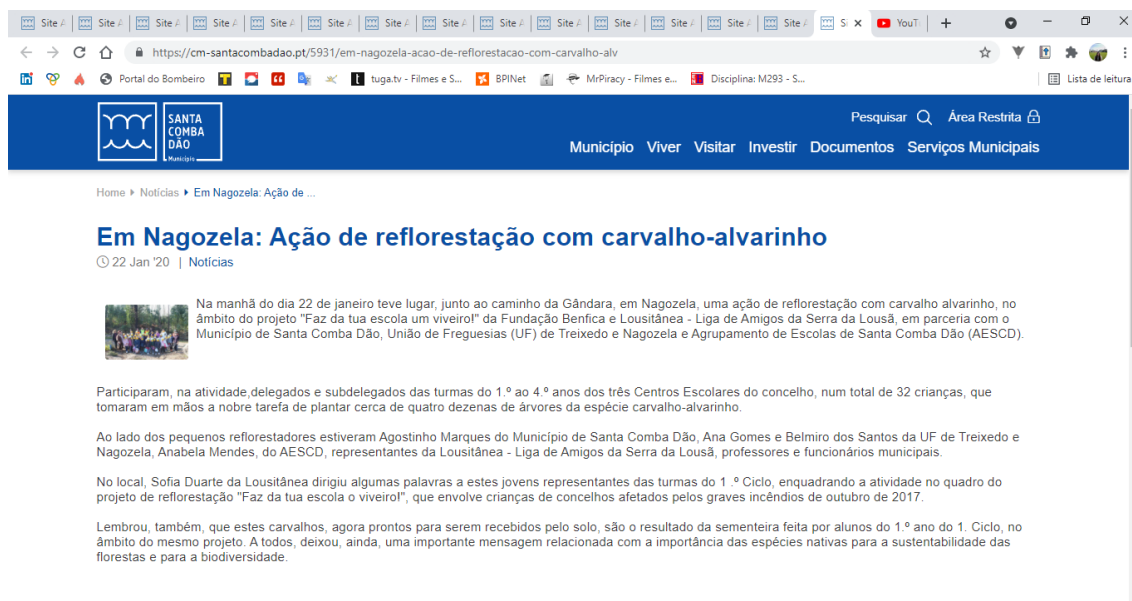 Site A Site A Site A Site A Site A Site A Site A Site A Site A Site A Site A Site A Site A Site A Si YouT
https://cm-santacombadao.pt/5931/em-nagozela-acao-de-reflorestacao-com-carvalho-alv
Portal do Bombeiro tuga.tv - Filmes e S... BPINet MrPiracy - Filmes e... Disciplina: M293 - S... Lista de leitura
SANTA
COMBA
DÃO
Município
Pesquisar Área Restrita
Município Viver Visitar Investir Documentos Serviços Municipais
Home Notícias Em Nagozela: Ação de ...
Em Nagozela: Ação de reflorestação com carvalho-alvarinho
22 Jan '20 | Notícias
Na manhã do dia 22 de janeiro teve lugar, junto ao caminho da Gândara, em Nagozela, uma ação de reflorestação com carvalho alvarinho, no
âmbito do projeto "Faz da tua escola um viveiro!" da Fundação Benfica e Lousitânea - Liga de Amigos da Serra da Lousã, em parceria com o
Município de Santa Comba Dão, União de Freguesias (UF) de Treixedo e Nagozela e Agrupamento de Escolas de Santa Comba Dão (AESCD).
Participaram, na atividade,delegados e subdelegados das turmas do 1.º ao 4.º anos dos três Centros Escolares do concelho, num total de 32 crianças, que
tomaram em mãos a nobre tarefa de plantar cerca de quatro dezenas de árvores da espécie carvalho-alvarinho.
Ao lado dos pequenos reflorestadores estiveram Agostinho Marques do Município de Santa Comba Dão, Ana Gomes e Belmiro dos Santos da UF de Treixedo e
Nagozela, Anabela Mendes, do AESCD, representantes da Lousitânea - Liga de Amigos da Serra da Lousã, professores e funcionários municipais.
No local, Sofia Duarte da Lousitânea dirigiu algumas palavras a estes jovens representantes das turmas do 1 .º Ciclo, enquadrando a atividade no quadro do
projeto de reflorestação "Faz da tua escola o viveiro!", que envolve crianças de concelhos afetados pelos graves incêndios de outubro de 2017.
Lembrou, também, que estes carvalhos, agora prontos para serem recebidos pelo solo, são o resultado da sementeira feita por alunos do 1.º ano do 1. Ciclo, no
âmbito do mesmo projeto. A todos, deixou, ainda, uma importante mensagem relacionada com a importância das espécies nativas para a sustentabilidade das
florestas e para a biodiversidade.